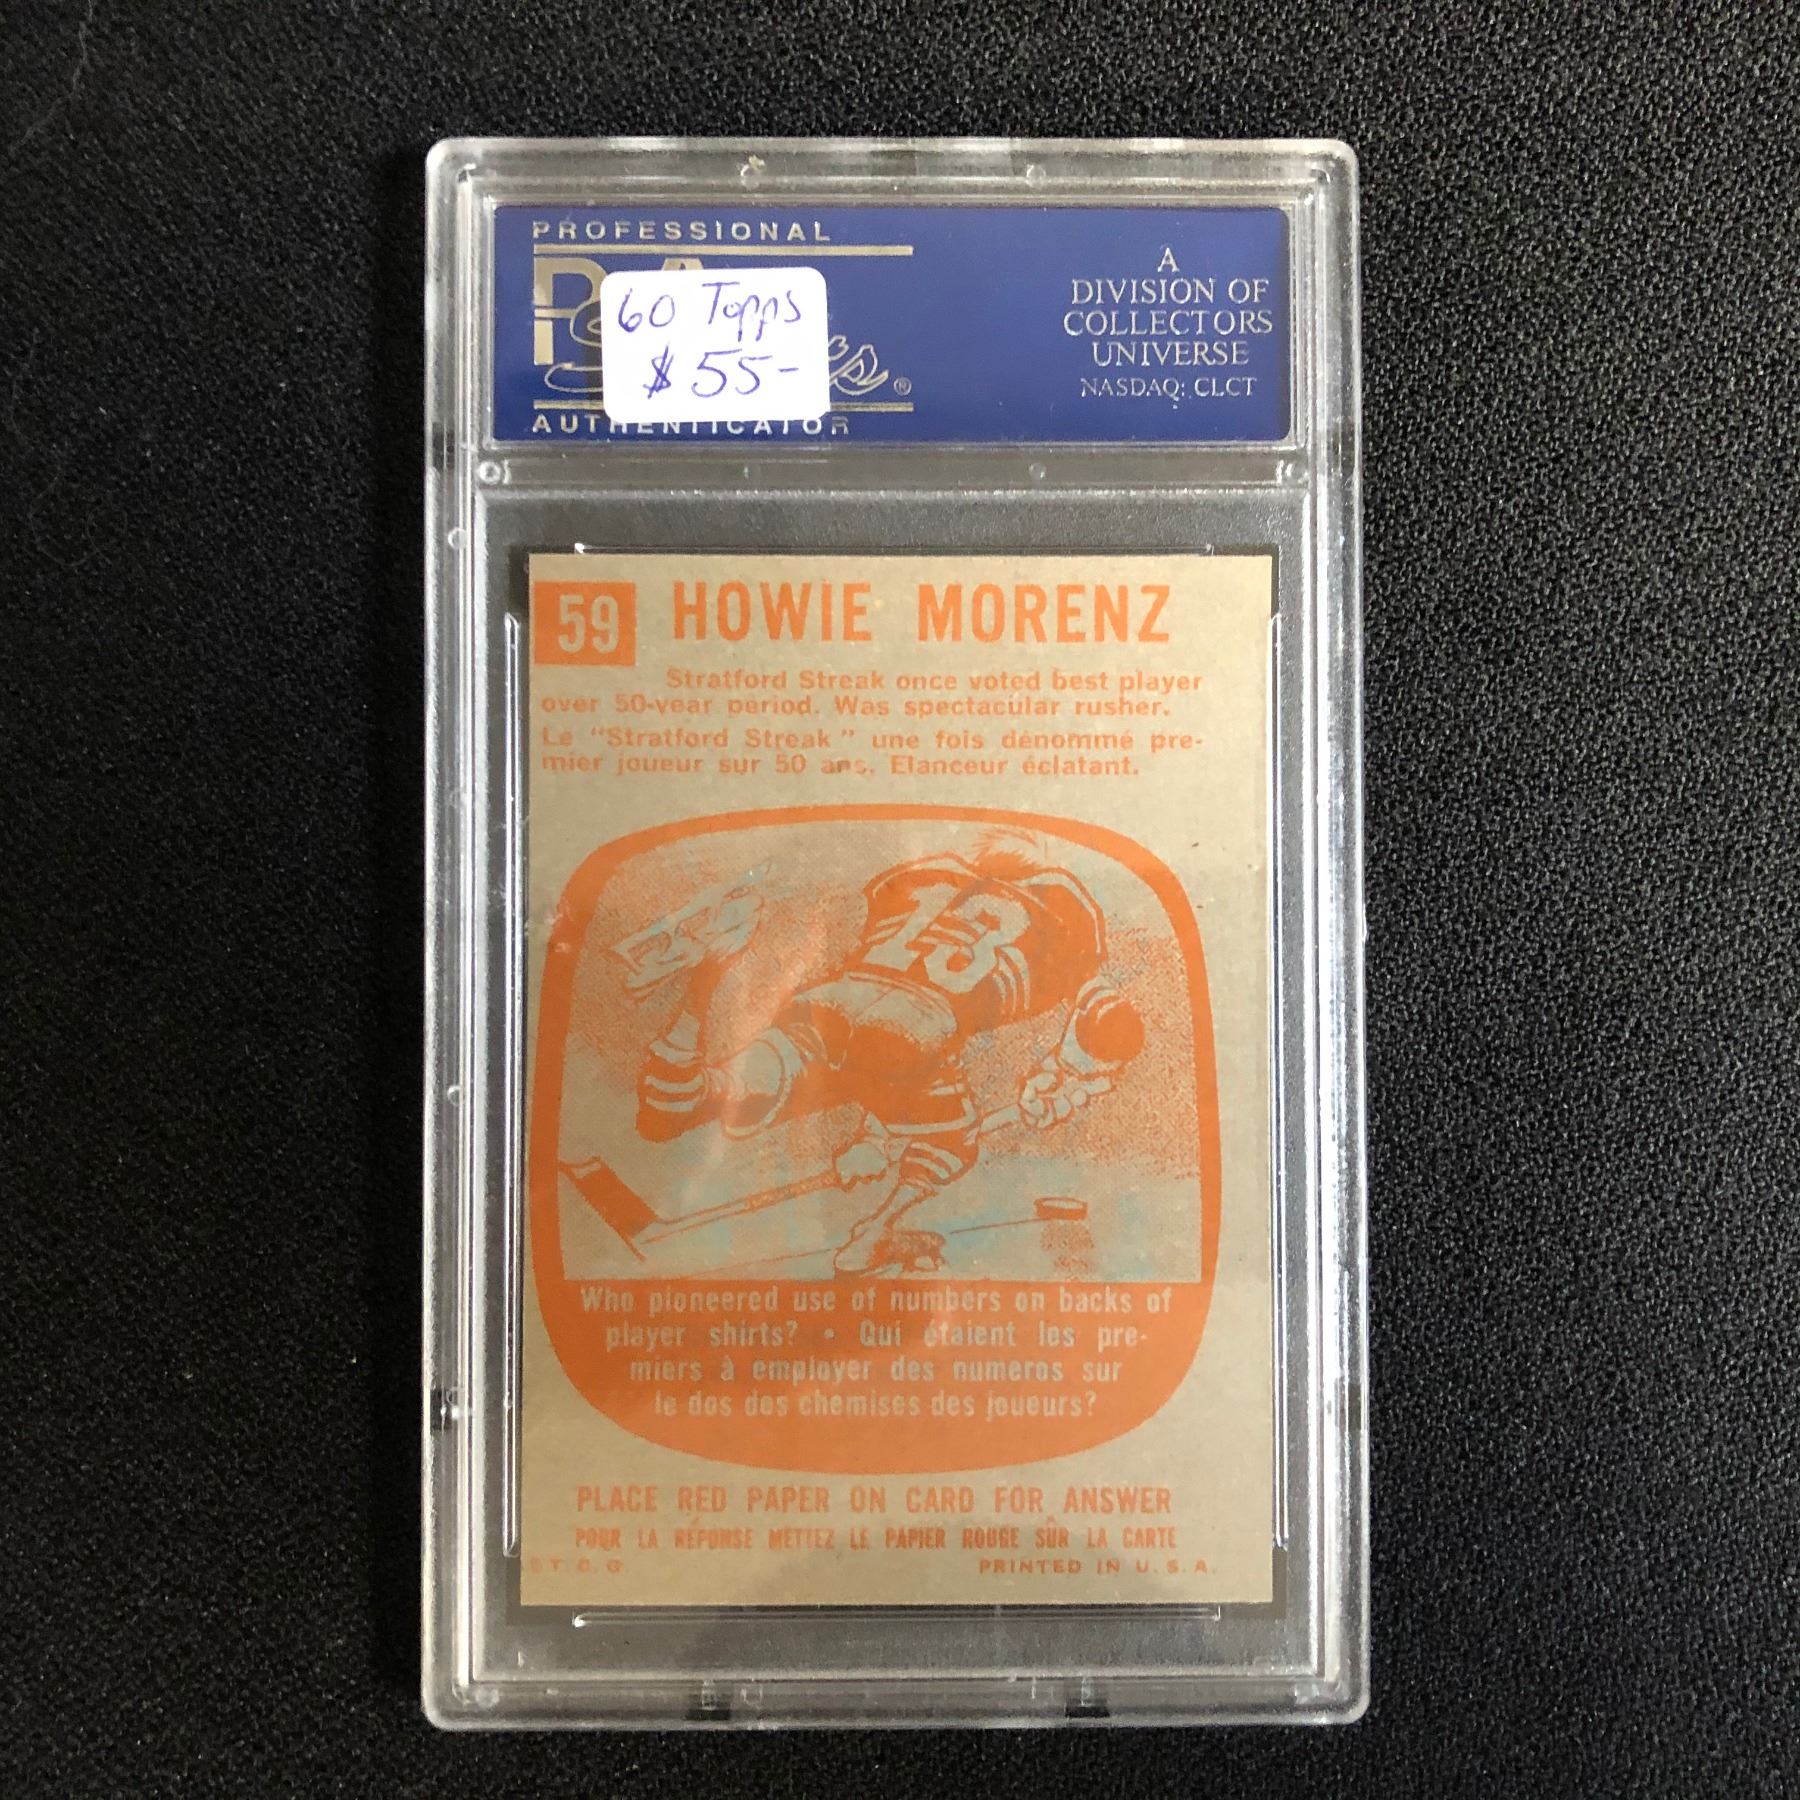 PROFESSIONAL
60 Topps
$55-
AUTHENTICATOR
A
DIVISION OF
COLLECTORS
UNIVERSE
NASDAQ: CLCT
59 HOWIE MORENZ
Stratford Streak once voted best player
over 50-year period. Was spectacular rusher.
Le "Stratford Streak" une fois dénommé pre-
mier joueur sur 50 ans. Elanceur éclatant.
13
Who pioneered use of numbers on backs of
player shirts? • Qui étaient les pre-
miers à employer des numeros sur
le dos des chemises des joueurs?
PLACE RED PAPER ON CARD FOR ANSWER
POUR LA RÉPONSE METTEZ LE PAPIER ROUGE SÛR LA CARTE
T. C. G. PRINTED IN U. S. A.